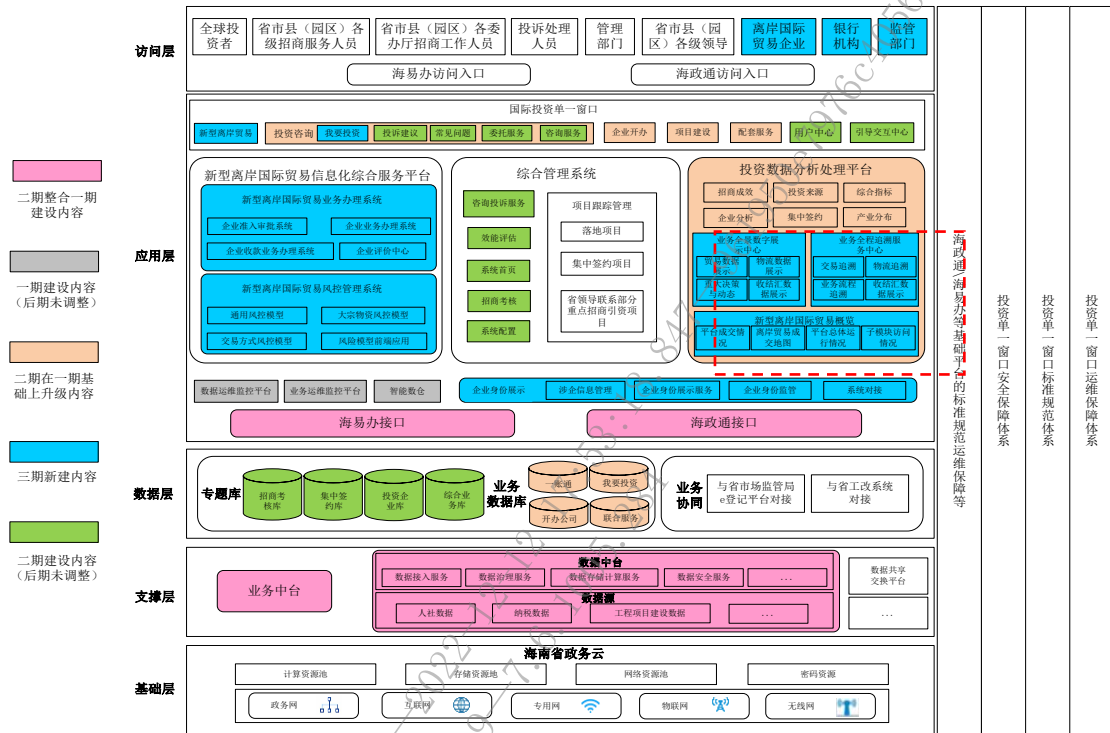 访问层
全球投
资者
省市县（园区）各
级招商服务人员
省市县（园区）各委
办厅招商工作人员
投诉处理
人员
管理
部门
省市县（园
区）各级领导
离岸国际
贸易企业
银行
机构
监管
部门
海易办访问入口
海政通访问入口
二期整合一期
建设内容
一期建设内容
（后期未调整）
二期在一期基
础上升级内容
三期新建内容
二期建设内容
（后期未调整）
应用层
国际投资单一窗口
新型离岸贸易
投资咨询
我要投资
投诉建议
常见问题
委托服务
咨询服务
企业开办
项目建设
配套服务
用户中心
引导交互中心
新型离岸国际贸易信息化综合服务平台
新型离岸国际贸易业务办理系统
企业准入审批系统
企业业务办理系统
企业收款业务办理系统
企业评价中心
新型离岸国际贸易风控管理系统
通用风控模型
大宗物资风控模型
交易方式风控模型
风险模型前端应用
综合管理系统
咨询投诉服务
效能评估
系统首页
招商考核
系统配置
项目跟踪管理
落地项目
集中签约项目
省领导联系部分
重点招商引资项
目
投资数据分析处理平台
招商成效
投资来源
综合指标
企业分析
集中签约
产业分布
业务全景数字展
示中心
贸易数据
展示
物流数据
展示
重大决策
与动态
收结汇数
据展示
业务全程追溯服
务中心
交易追溯
物流追溯
业务流程
追溯
收结汇数
据展示
新型离岸国际贸易概览
平台成交情
况
离岸贸易成
交地图
平台总体运
行情况
子模块访问
情况
数据运维监控平台
业务运维监控平台
智能数仓
企业身份展示
涉企信息管理
企业身份展示服务
企业身份监管
系统对接
海易办接口
海政通接口
数据层
专题库
招商考
核库
集中签
约库
投资企
业库
综合业
务库
业务
数据库
一账通
我要投资
开办公司
联合服务
业务
协同
与省市场监管局
e登记平台对接
与省工改系统
对接
支撑层
业务中台
数据中台
数据接入服务
数据治理服务
数据存储计算服务
数据安全服务
...
数据源
人社数据
纳税数据
工程项目建设数据
...
数据共享
交换平台
...
基础层
海南省政务云
计算资源池
存储资源池
网络资源池
密码资源
政务网
互联网
专用网
物联网
无线网
海政通/海易办等基础平台的标准规范运维保障等
投资单一窗口安全保障体系
投资单一窗口标准规范体系
投资单一窗口运维保障体系